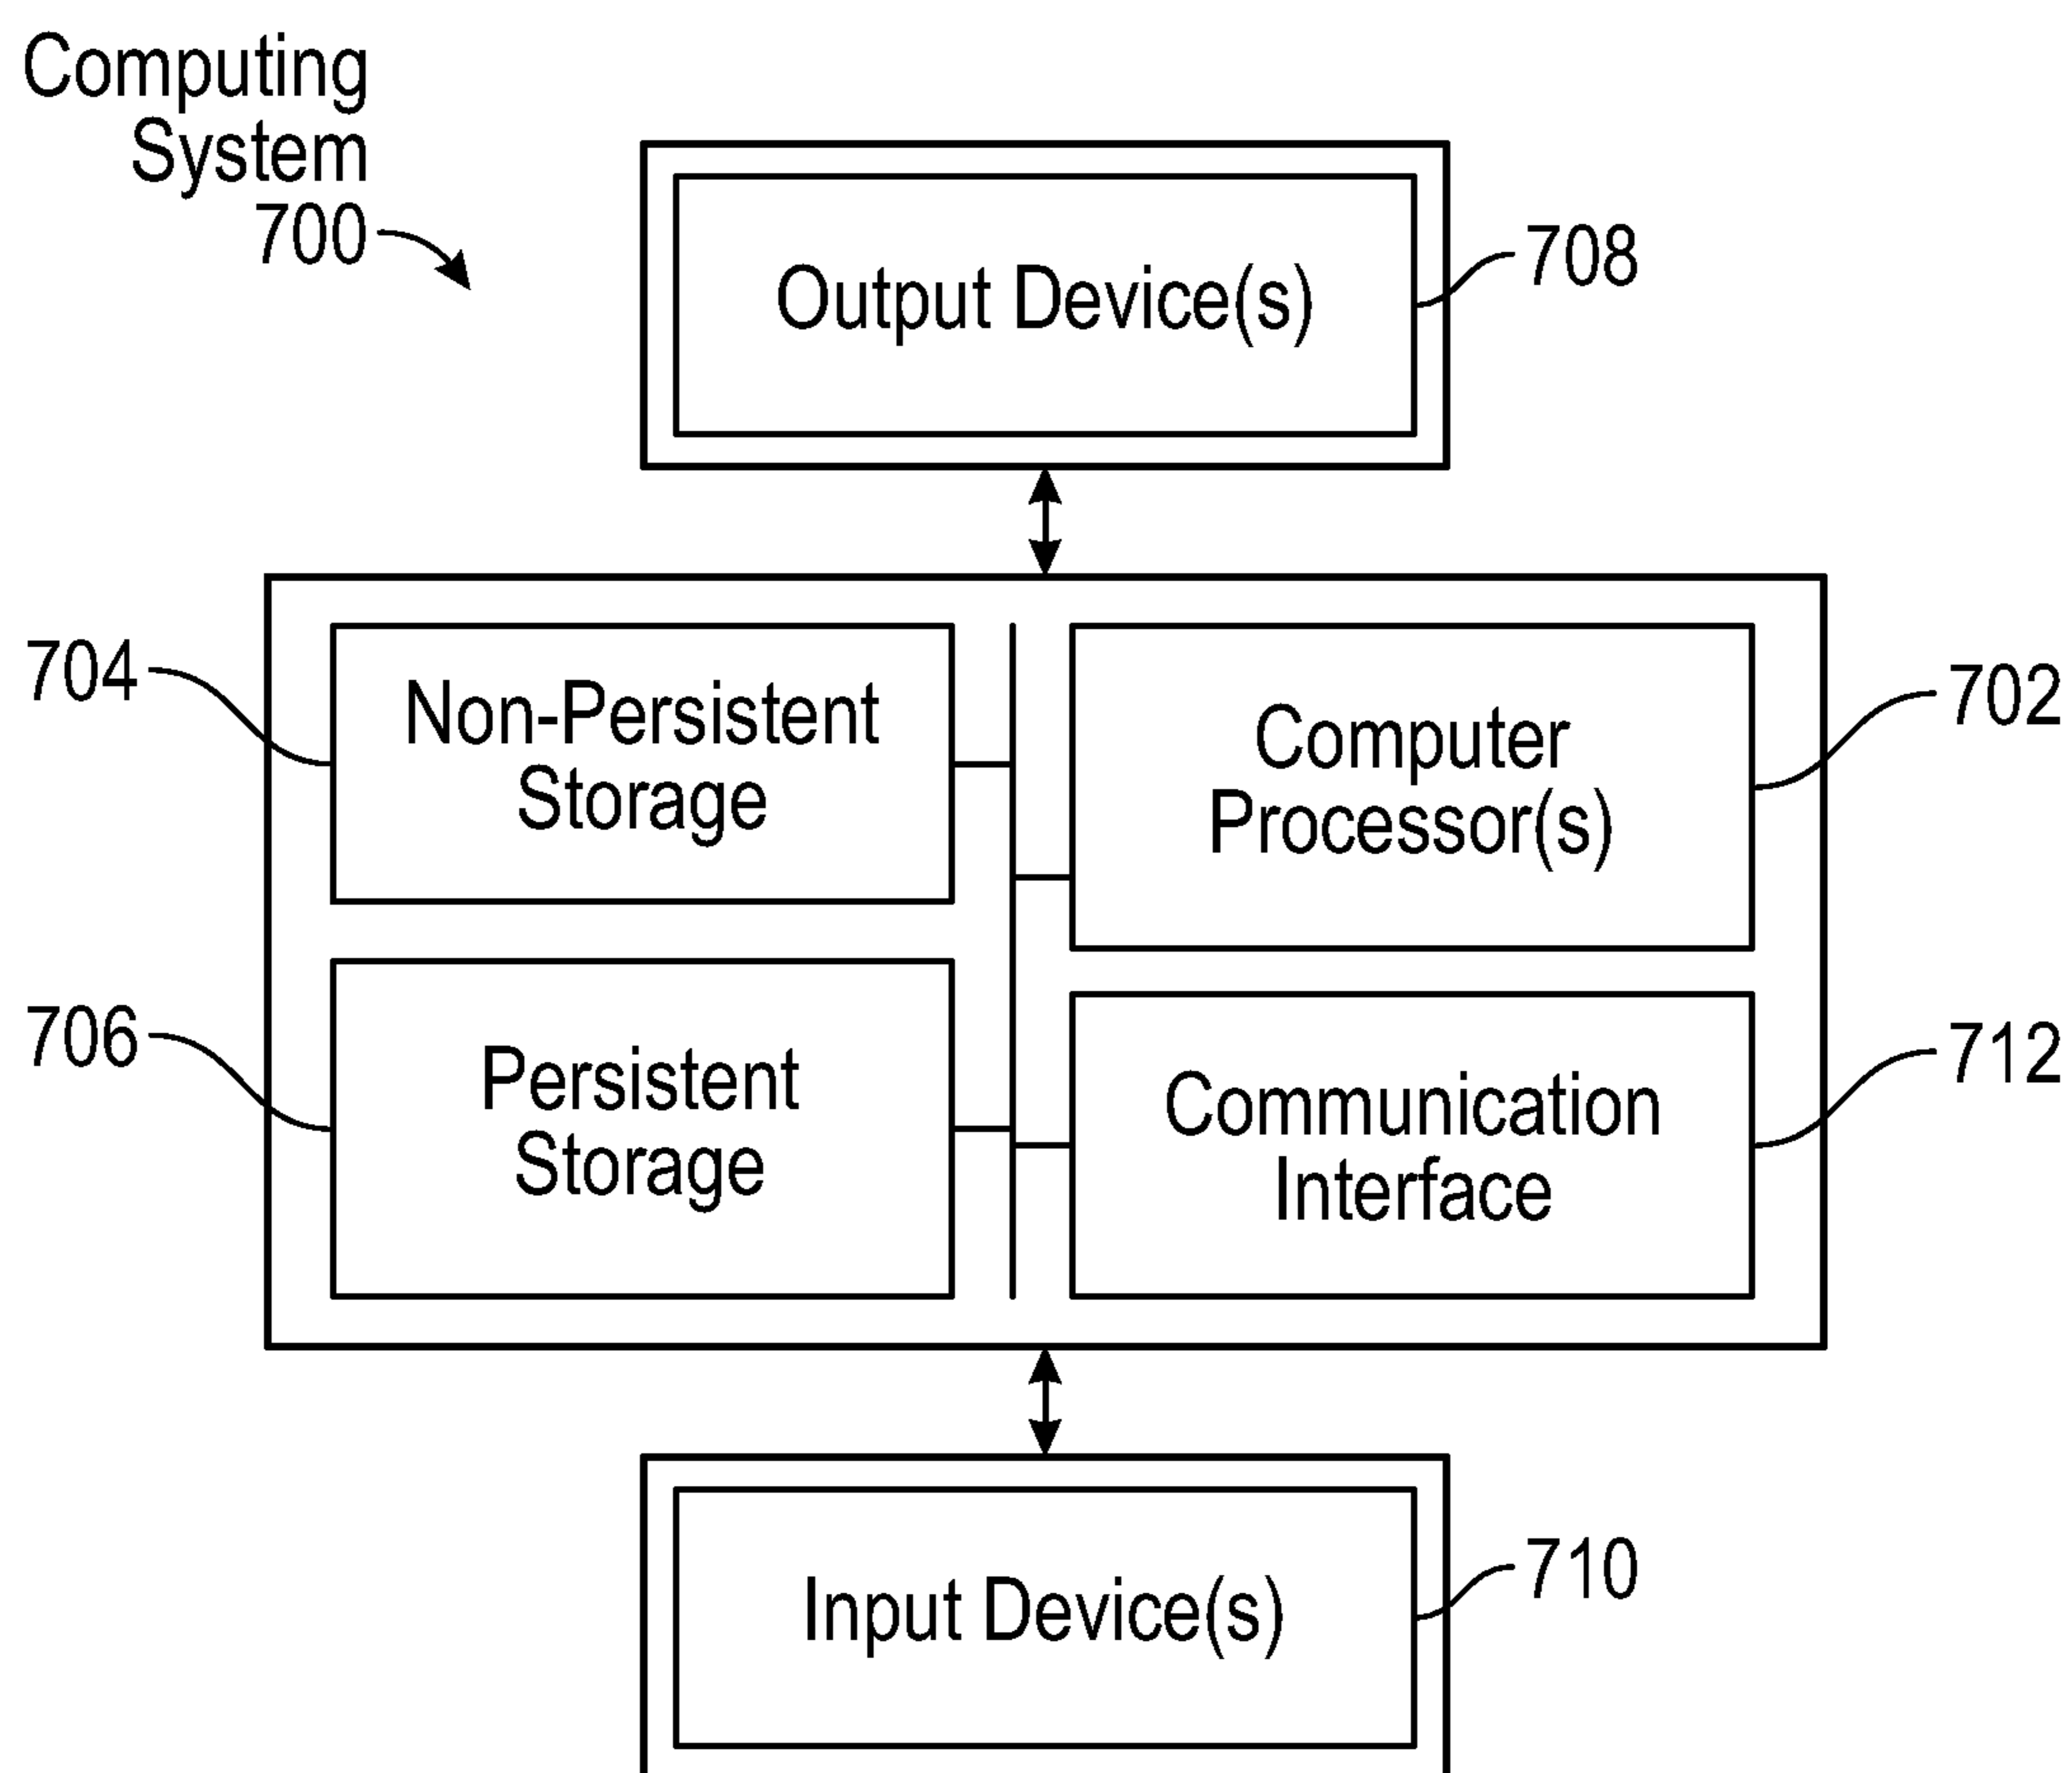 Computing
System
700
Output Device(s)
708
704
Non-Persistent
Storage
Computer
Processor(s)
702
706
Persistent
Storage
Communication
Interface
712
Input Device(s)
710